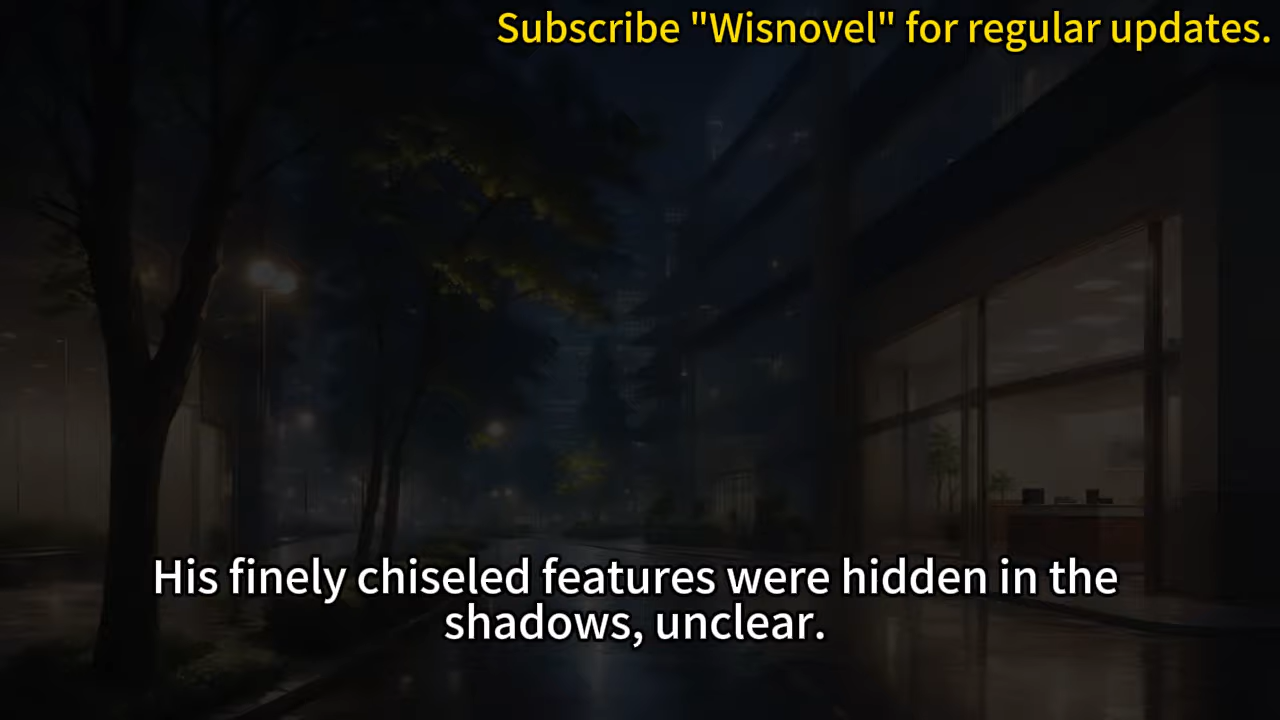 Subscribe "Wisnovel" for regular updates.
His finely chiseled features were hidden in the
shadows, unclear.